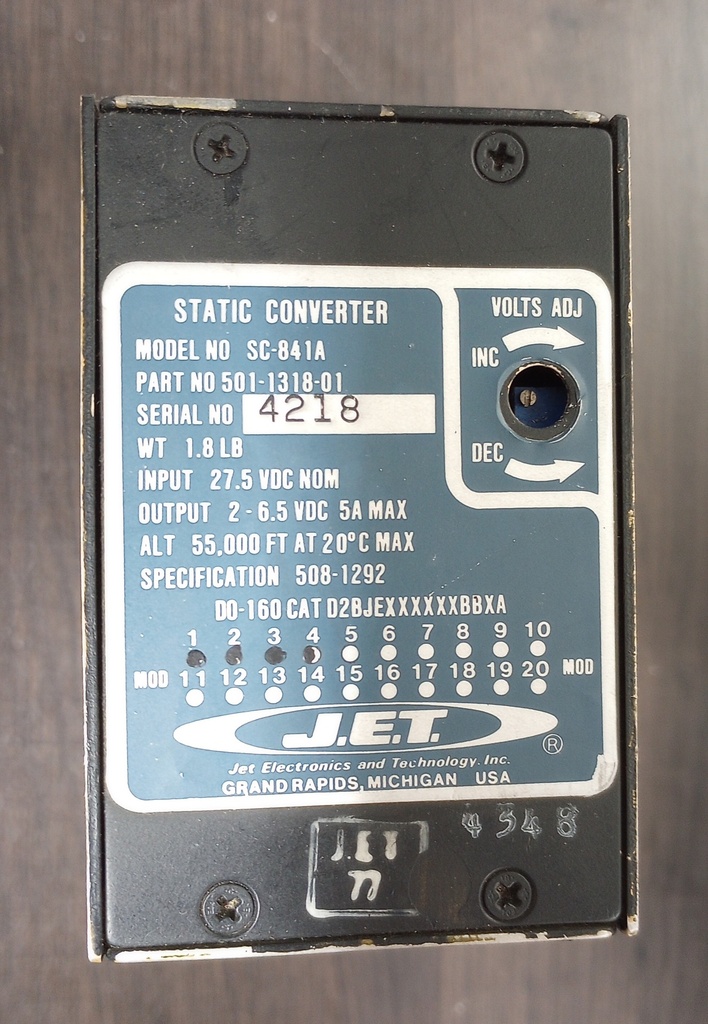 STATIC CONVERTER
MODEL NO SC-841A
PART NO 501-1318-01
SERIAL NO 4218
WT 1.8 LB
INPUT 27.5 VDC NOM
OUTPUT 2-6.5 VDC 5A MAX
ALT 55,000 FT AT 20°C MAX
SPECIFICATION 508-1292
DO-160 CAT D2BJEXXXXXXBBXA
VOLTS ADJ
INC
DEC
1 2 3 4 5 6 7 8 9 10
MOD 11 12 13 14 15 16 17 18 19 20 MOD
J.E.T. ®
Jet Electronics and Technology, Inc.
GRAND RAPIDS, MICHIGAN USA
4348
J.E.T